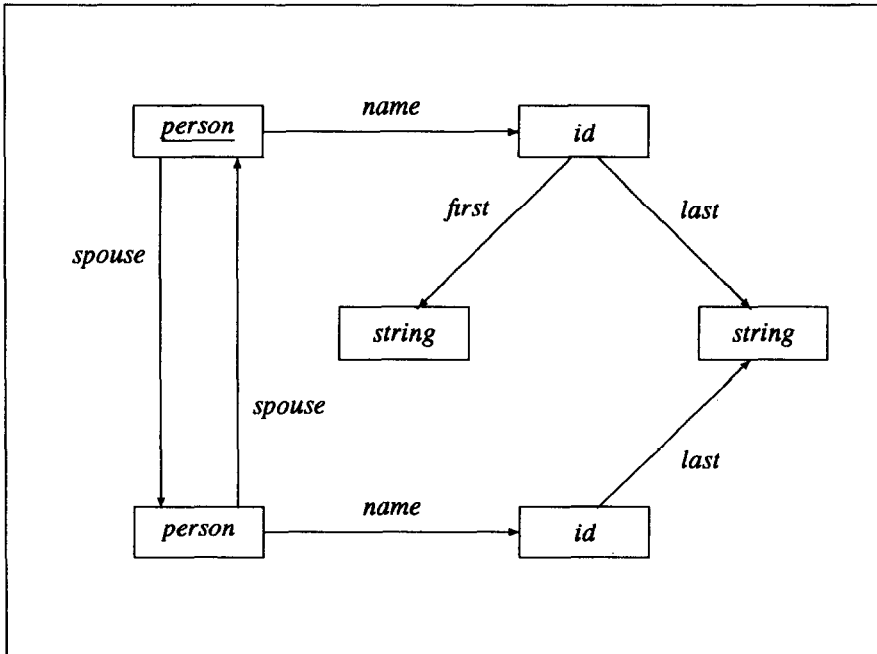 name
person
id
first
last
spouse
string
string
spouse
last
name
person
id